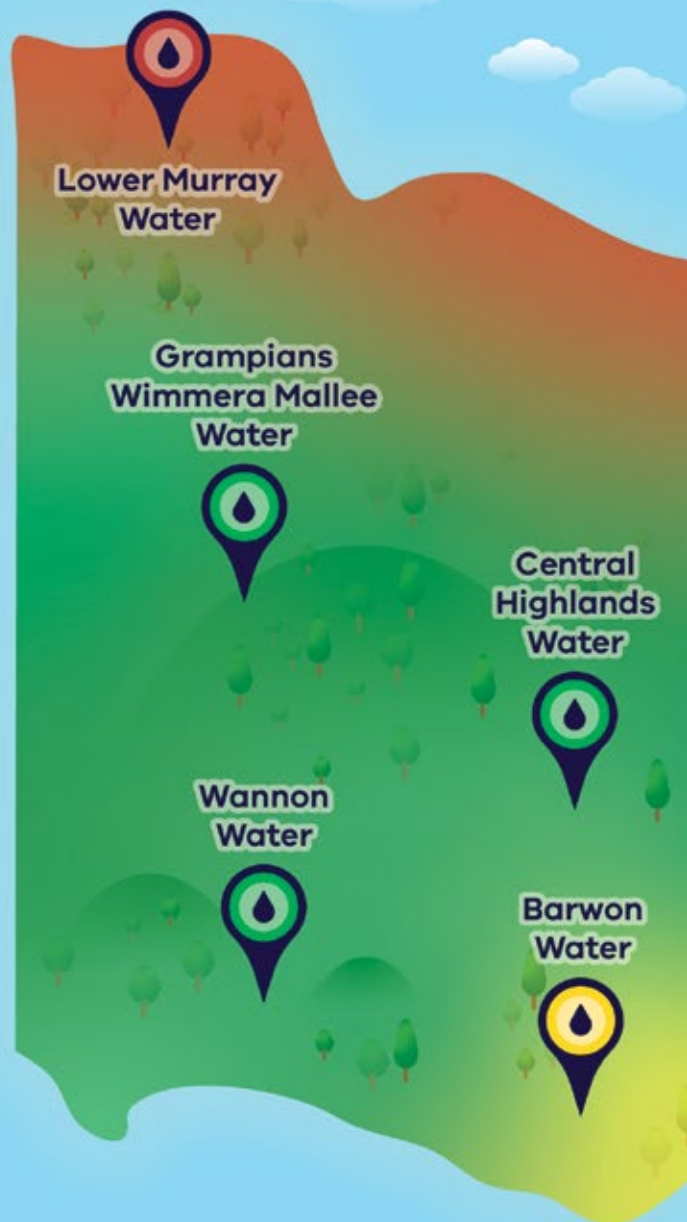 Lower Murray
Water
Grampians
Wimmera Mallee
Water
Central
Highlands
Water
Wannon
Water
Barwon
Water